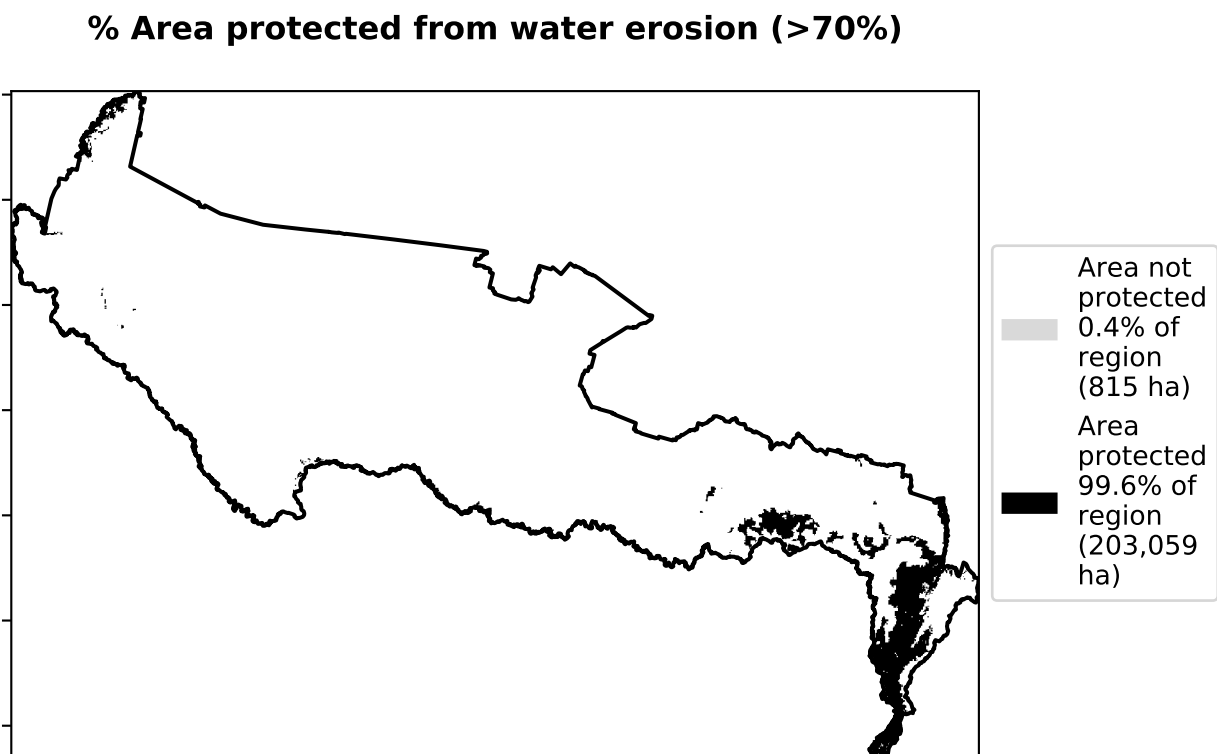 % Area protected from water erosion (>70%)
Area not
protected
0.4% of
region
(815 ha)
Area
protected
99.6% of
region
(203,059
ha)